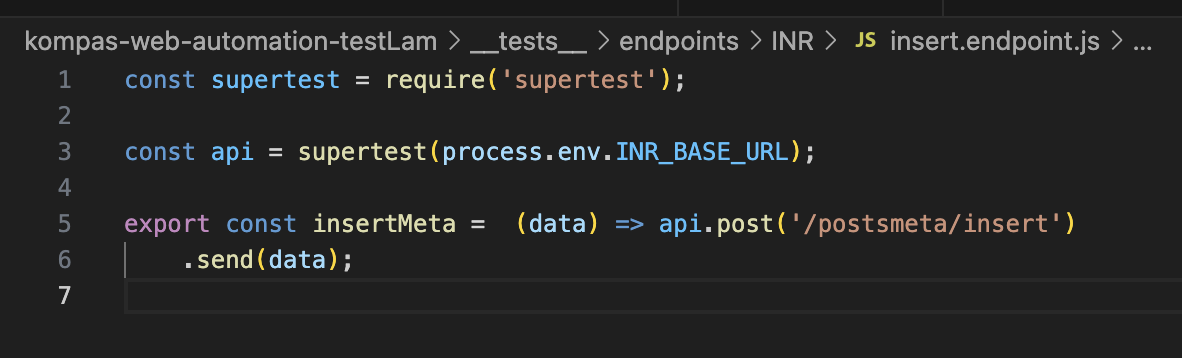 kompas-web-automation-testLam > __tests__ > endpoints > INR > JS insert.endpoint.js > ...
1 const supertest = require('supertest');
2
3 const api = supertest(process.env.INR_BASE_URL);
4
5 export const insertMeta =  (data) => api.post('/postsmeta/insert')
6     .send(data);
7